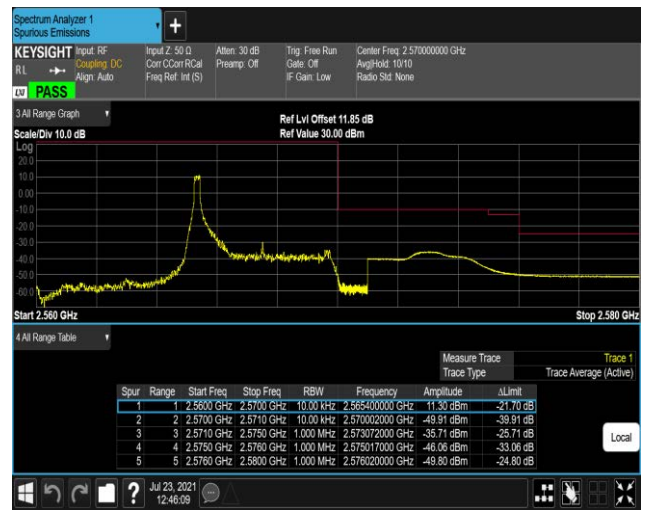 Spectrum Analyzer 1
Spurious Emissions
+
KEYSIGHT Input: RF Input Z: 50 Ω Atten: 30 dB Trig: Free Run Center Freq: 2.570000000 GHz
RL Coupling: DC Corr CCorr RCal Preamp: Off Gate: Off Avg|Hold: 10/10
Align: Auto Freq Ref: Int (S) IF Gain: Low Radio Std: None
LXI PASS
3 All Range Graph
Ref Lvl Offset 11.85 dB
Scale/Div 10.0 dB Ref Value 30.00 dBm
Log
20.0
10.0
0.00
-10.0
-20.0
-30.0
-40.0
-50.0
-60.0
Start 2.560 GHz Stop 2.580 GHz
4 All Range Table
Measure Trace Trace 1
Trace Type Trace Average (Active)
Spur Range Start Freq Stop Freq RBW Frequency Amplitude ΔLimit
1 1 2.5600 GHz 2.5700 GHz 10.00 kHz 2.565400000 GHz 11.30 dBm -21.70 dB
2 2 2.5700 GHz 2.5710 GHz 10.00 kHz 2.570002000 GHz -49.91 dBm -39.91 dB
3 3 2.5710 GHz 2.5750 GHz 1.000 MHz 2.573072000 GHz -35.71 dBm -25.71 dB
4 4 2.5750 GHz 2.5760 GHz 1.000 MHz 2.575017000 GHz -46.06 dBm -33.06 dB
5 5 2.5760 GHz 2.5800 GHz 1.000 MHz 2.576020000 GHz -49.80 dBm -24.80 dB
Local
? Jul 23, 2021
12:46:09